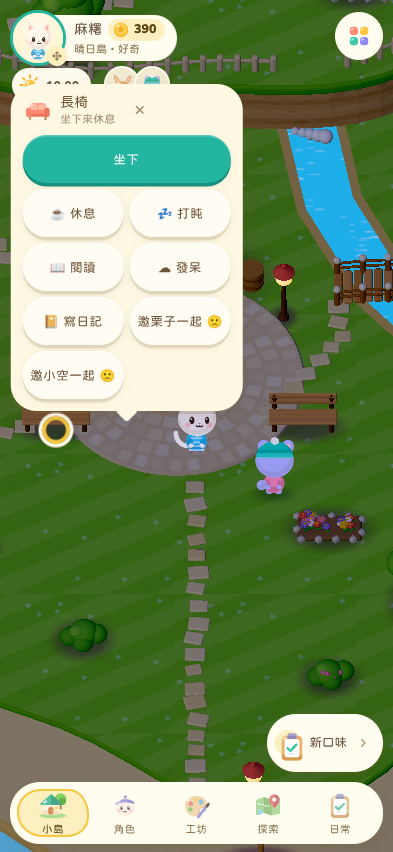 麻糬 390
晴日島・好奇
長椅
坐下來休息
×
坐下
休息
打盹
閱讀
發呆
寫日記
邀栗子一起
邀小空一起
新口味
小島
角色
工坊
探索
日常